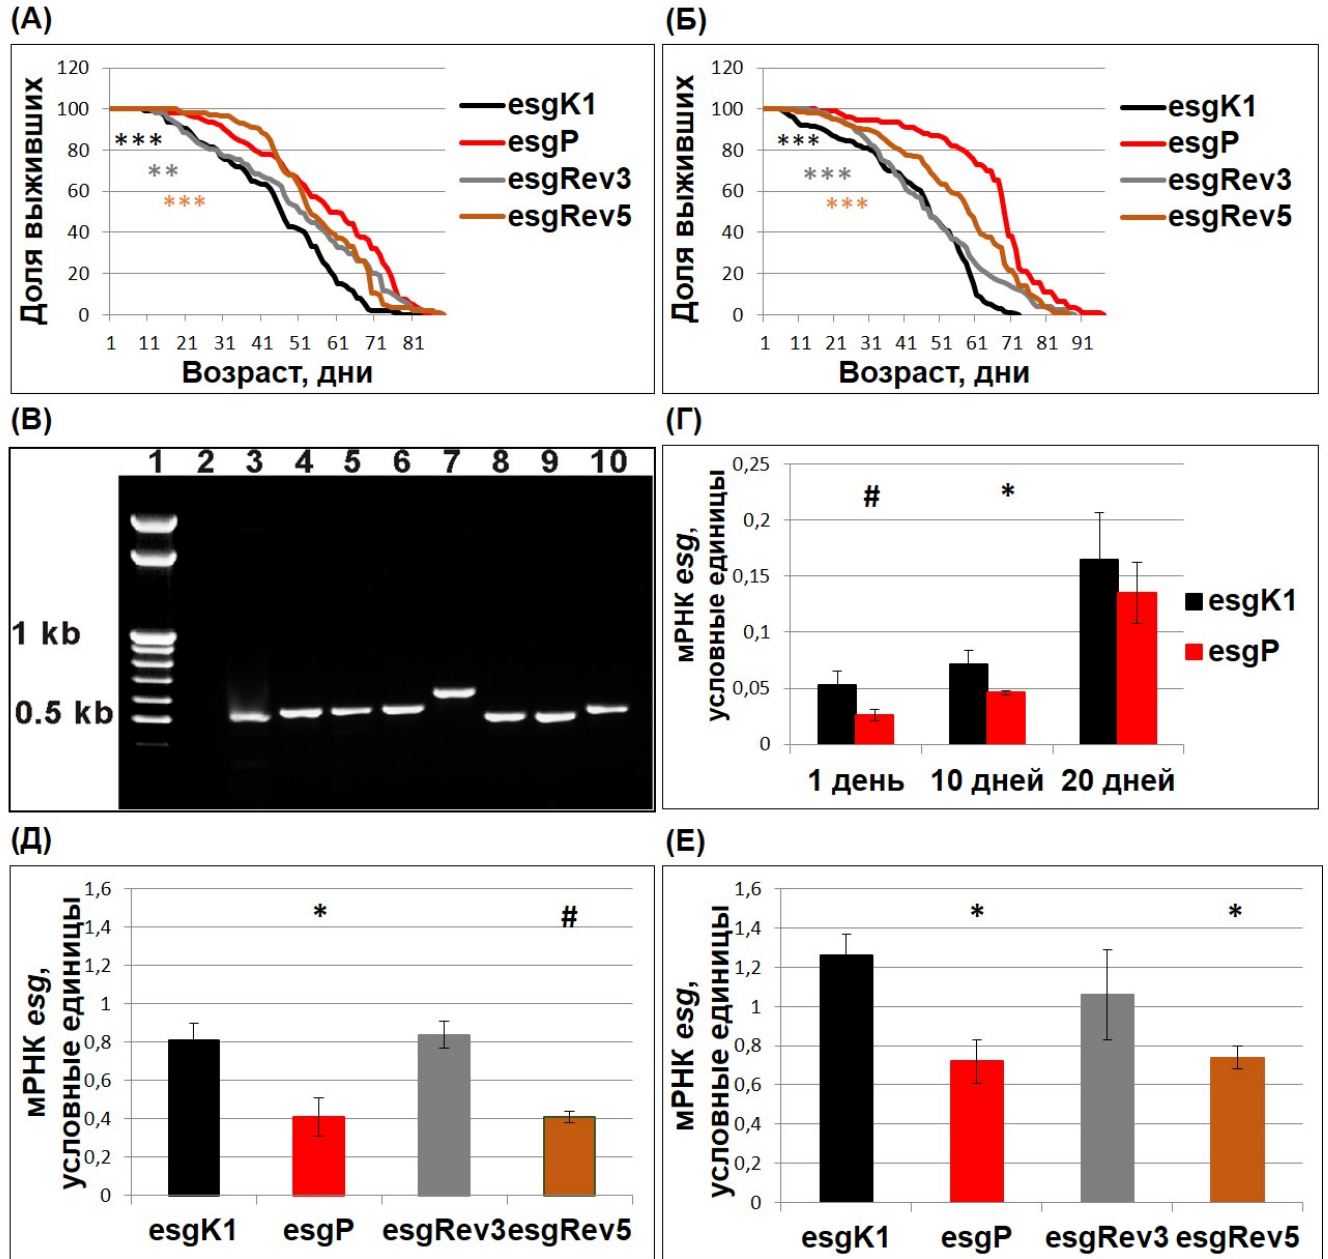 (А)
120
100
80
60
40
20
0
Доля выживших
***
**
***
esgK1
esgP
esgRev3
esgRev5
1 11 21 31 41 51 61 71 81
Возраст, дни
(Б)
120
100
80
60
40
20
0
Доля выживших
***
***
***
esgK1
esgP
esgRev3
esgRev5
1 11 21 31 41 51 61 71 81 91
Возраст, дни
(В)
1 2 3 4 5 6 7 8 9 10
1 kb
0.5 kb
(Г)
0,25
0,2
0,15
0,1
0,05
0
мРНК esg,
условные единицы
# *
esgK1
esgP
1 день 10 дней 20 дней
(Д)
1,6
1,4
1,2
1
0,8
0,6
0,4
0,2
0
мРНК esg,
условные единицы
* #
esgK1 esgP esgRev3 esgRev5
(Е)
1,6
1,4
1,2
1
0,8
0,6
0,4
0,2
0
мРНК esg,
условные единицы
* *
esgK1 esgP esgRev3 esgRev5